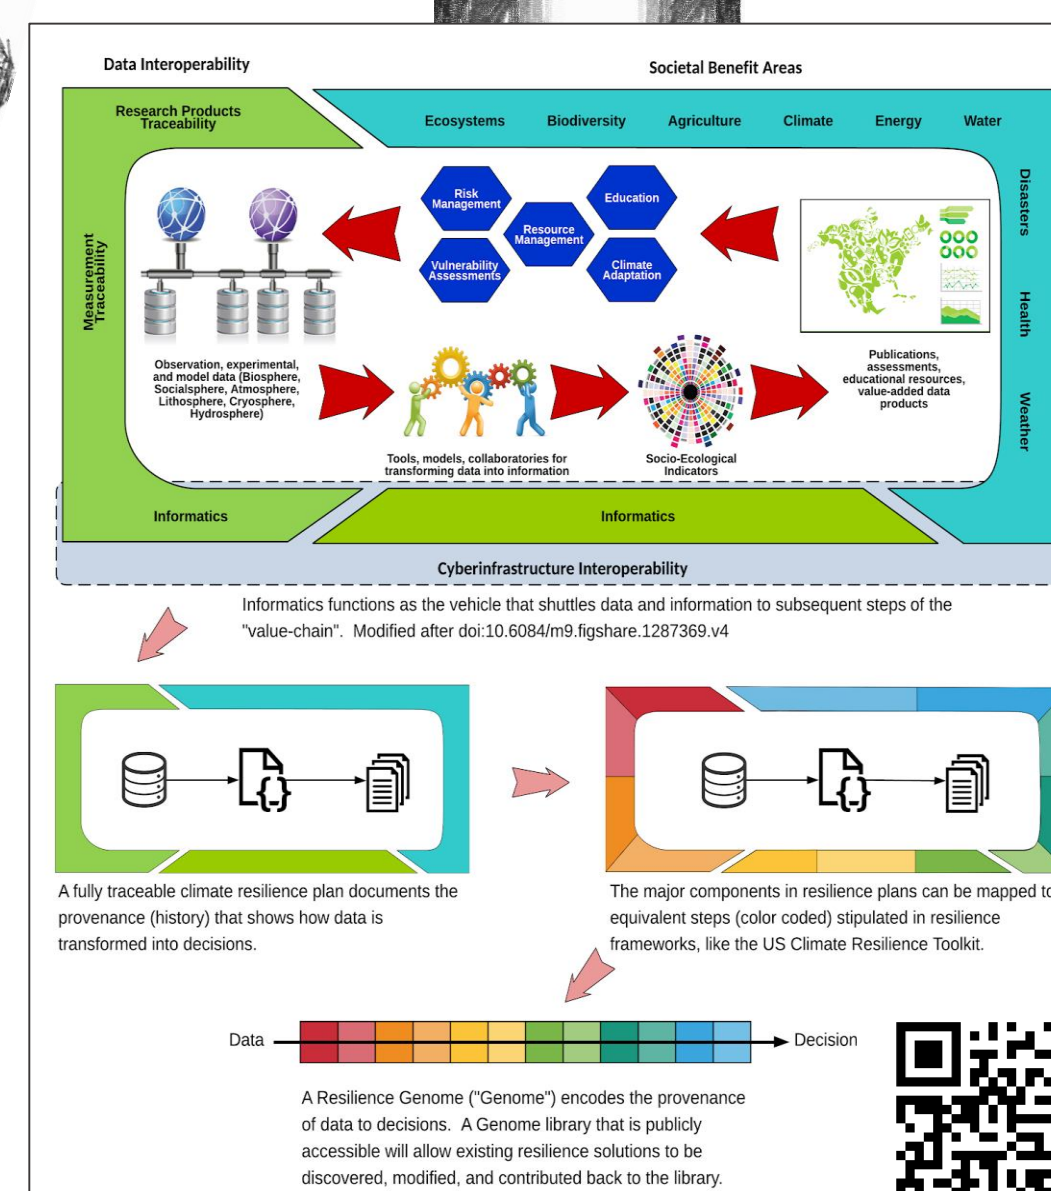 Data Interoperability
Societal Benefit Areas
Research Products
Traceability
Ecosystems
Biodiversity
Agriculture
Climate
Energy
Water
Disasters
Health
Weather
Measurement
Traceability
Risk
Management
Education
Resource
Management
Vulnerability
Assessments
Climate
Adaptation
Observation, experimental,
and model data (Biosphere,
Socialsphere, Atmosphere,
Lithosphere, Cryosphere,
Hydrosphere)
Tools, models, collaboratories for
transforming data into information
Socio-Ecological
Indicators
Publications,
assessments,
educational resources,
value-added data
products
Informatics
Informatics
Cyberinfrastructure Interoperability
Informatics functions as the vehicle that shuttles data and information to subsequent steps of the
"value-chain". Modified after doi:10.6084/m9.figshare.1287369.v4
{}
{}
A fully traceable climate resilience plan documents the
provenance (history) that shows how data is
transformed into decisions.
The major components in resilience plans can be mapped to
equivalent steps (color coded) stipulated in resilience
frameworks, like the US Climate Resilience Toolkit.
Data
Decision
A Resilience Genome ("Genome") encodes the provenance
of data to decisions. A Genome library that is publicly
accessible will allow existing resilience solutions to be
discovered, modified, and contributed back to the library.